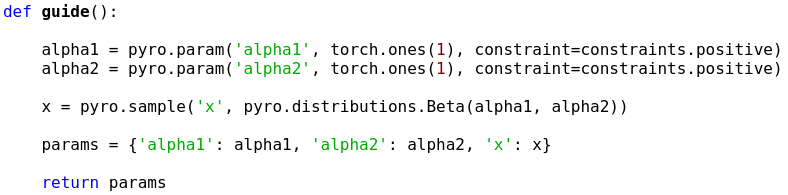 def guide():
    alpha1 = pyro.param('alpha1', torch.ones(1), constraint=constraints.positive)
    alpha2 = pyro.param('alpha2', torch.ones(1), constraint=constraints.positive)
    x = pyro.sample('x', pyro.distributions.Beta(alpha1, alpha2))
    params = {'alpha1': alpha1, 'alpha2': alpha2, 'x': x}
    return params